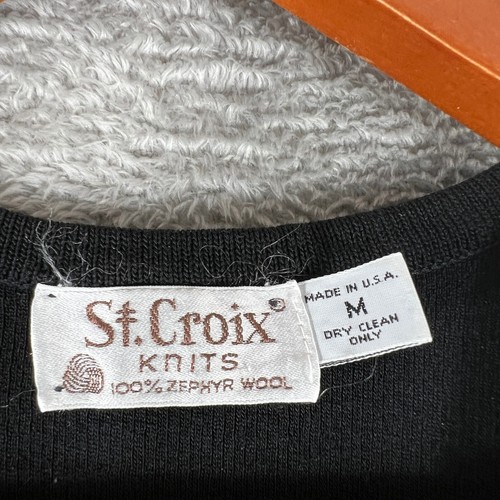 St. Croix®
KNITS
100% ZEPHYR WOOL
MADE IN U.S.A.
M
DRY CLEAN
ONLY